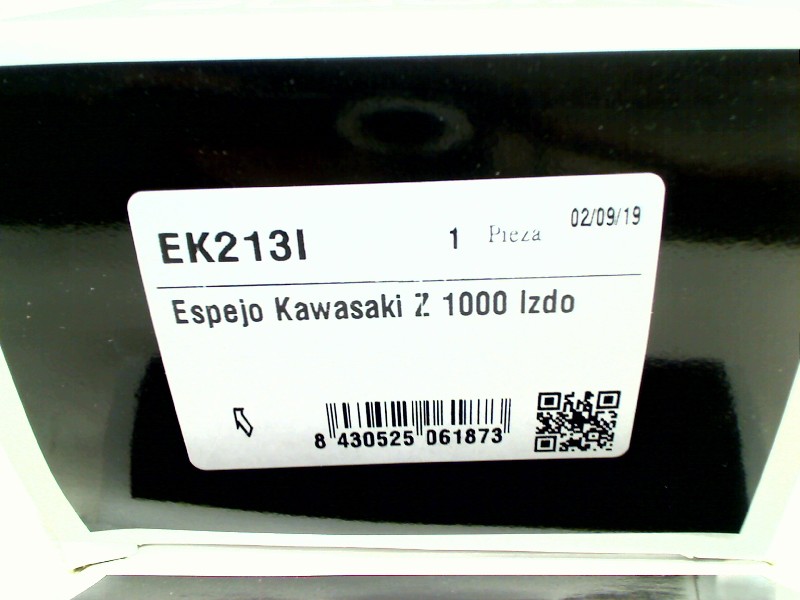 EK213I 1 Pieza 02/09/19
Espejo Kawasaki Z 1000 Izdo
8 430525 061873